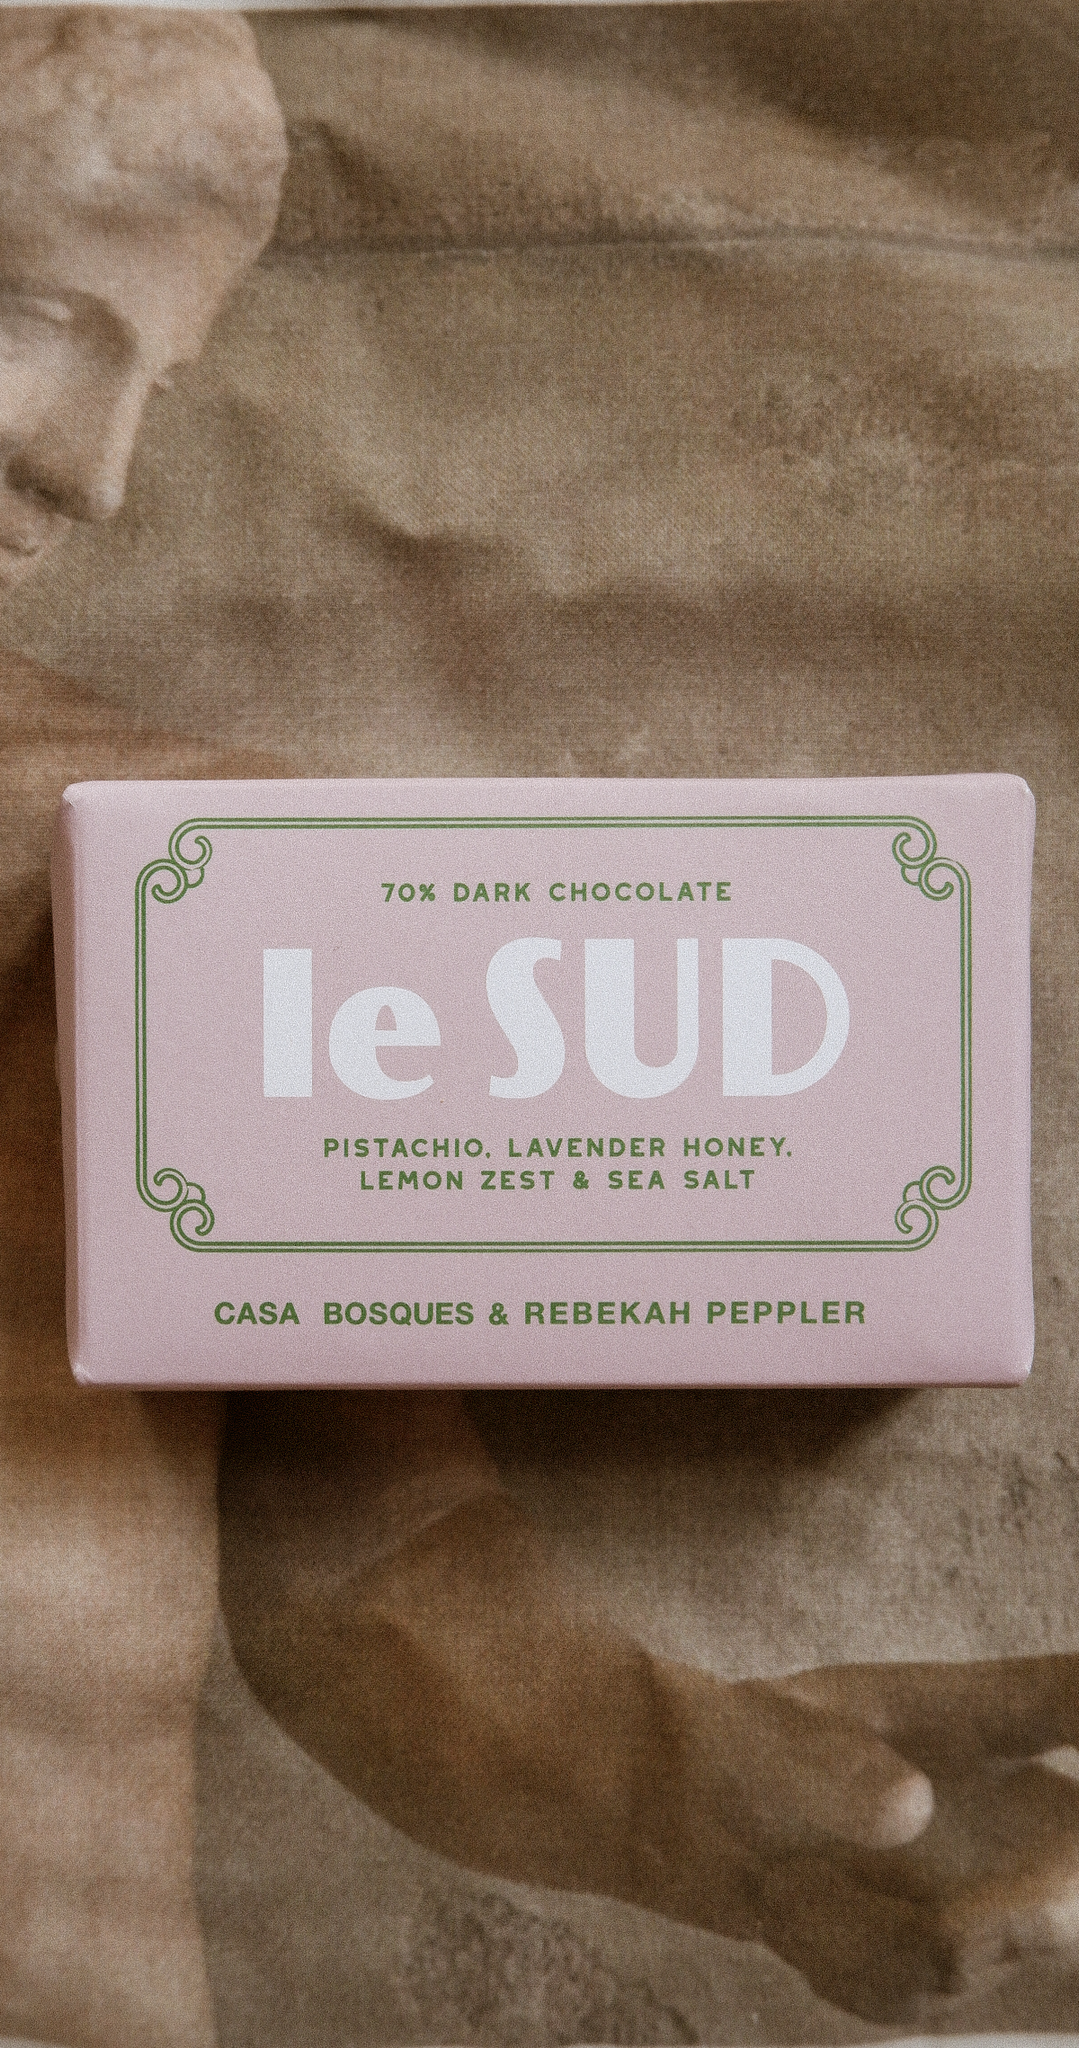 70% DARK CHOCOLATE
le SUD
PISTACHIO, LAVENDER HONEY,
LEMON ZEST & SEA SALT
CASA BOSQUES & REBEKAH PEPPLER